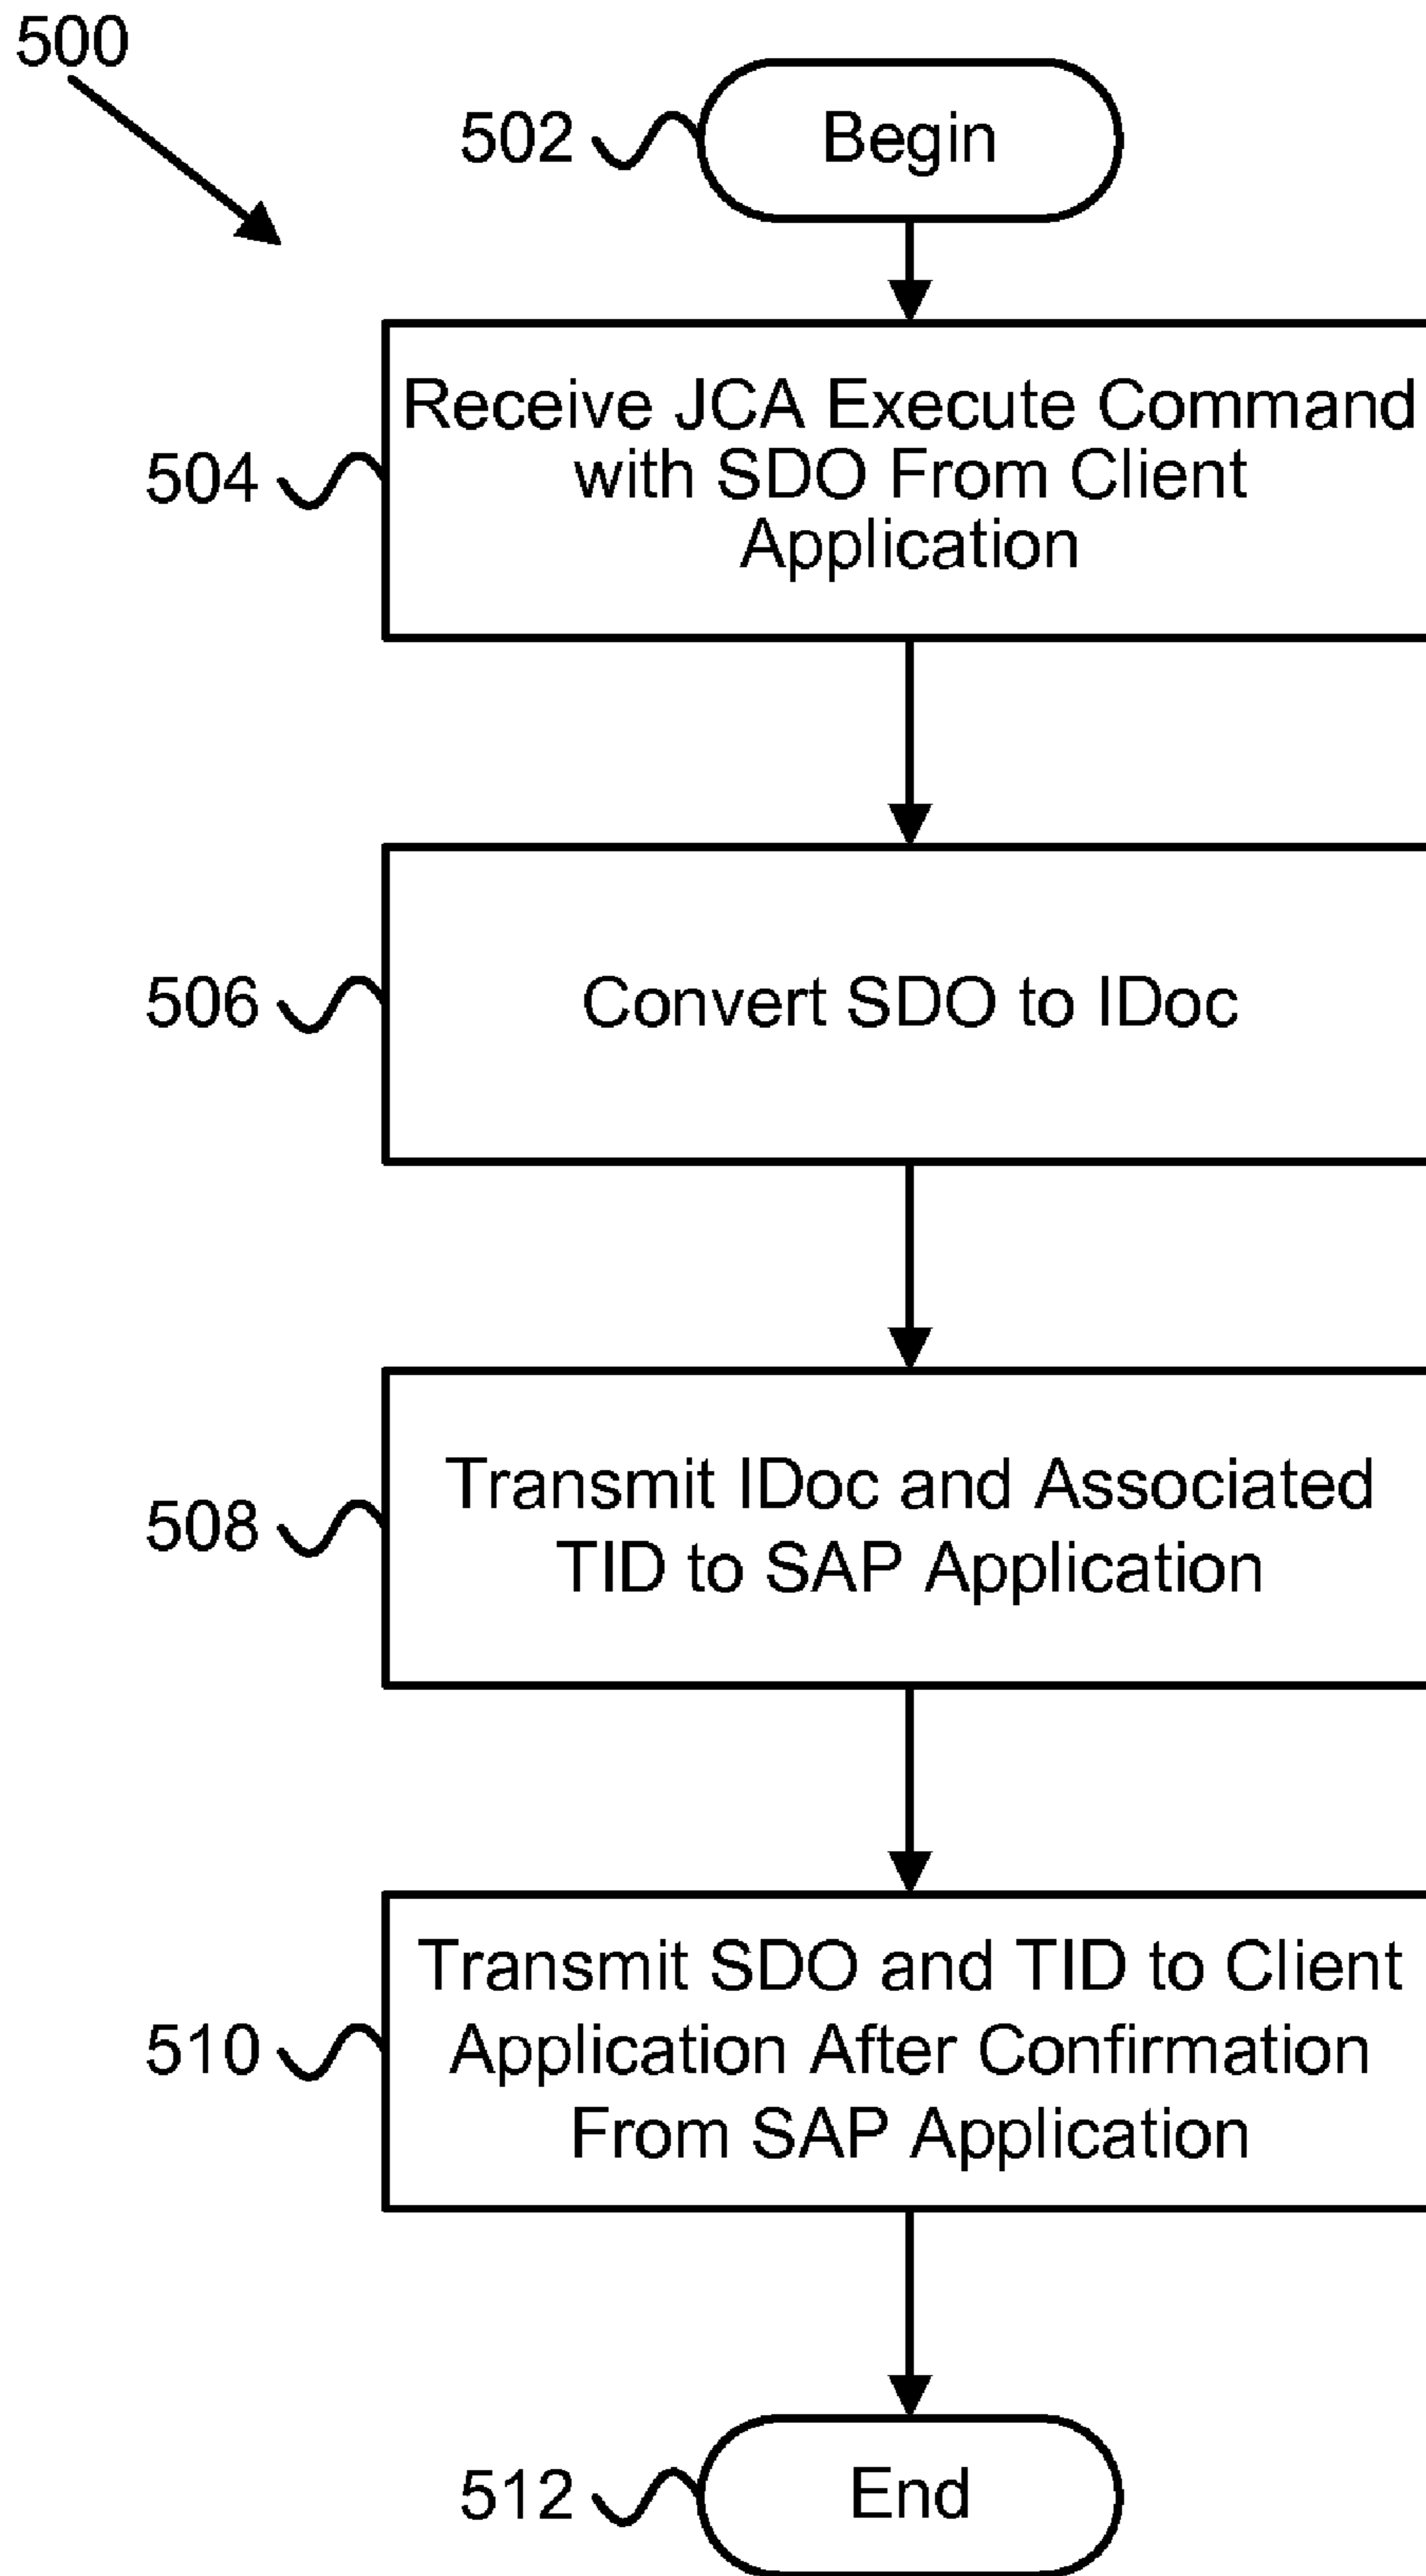 500
502
Begin
504
Receive JCA Execute Command
with SDO From Client
Application
506
Convert SDO to IDoc
508
Transmit IDoc and Associated
TID to SAP Application
510
Transmit SDO and TID to Client
Application After Confirmation
From SAP Application
512
End